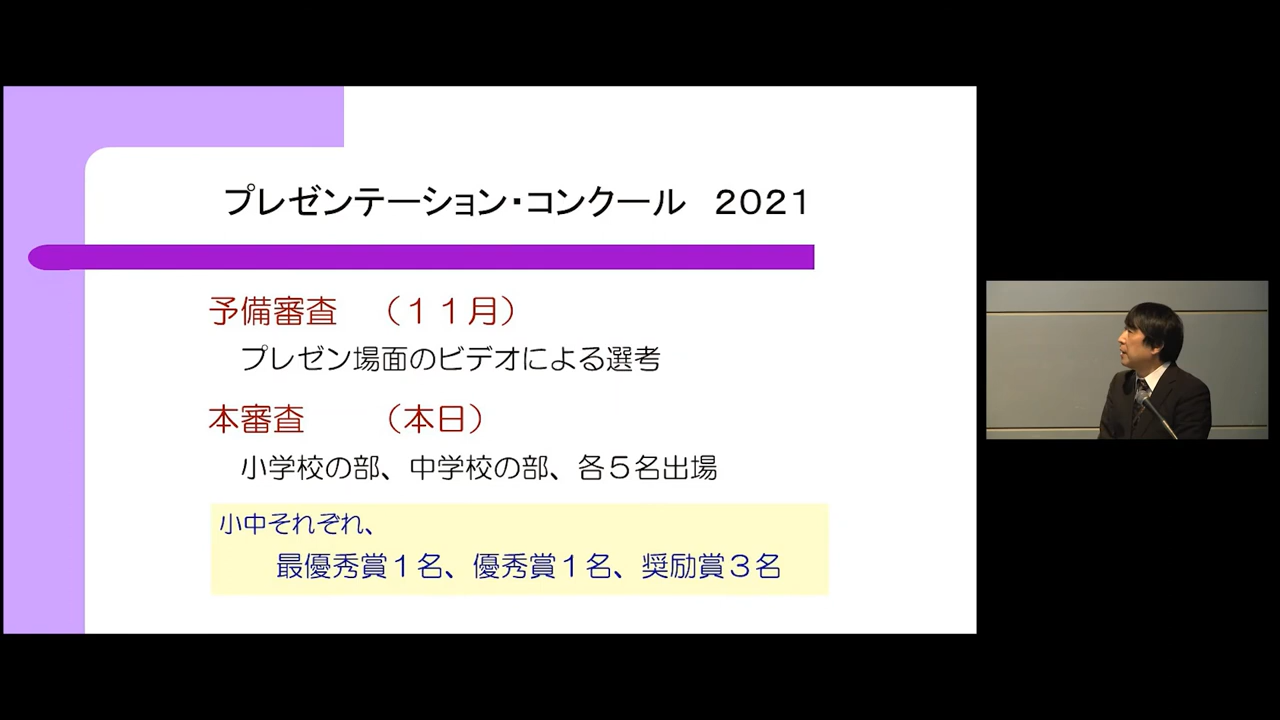 プレゼンテーション・コンクール　２０２１
予備審査　（１１月）
プレゼン場面のビデオによる選考
本審査　　（本日）
小学校の部、中学校の部、各５名出場
小中それぞれ、
最優秀賞１名、優秀賞１名、奨励賞３名